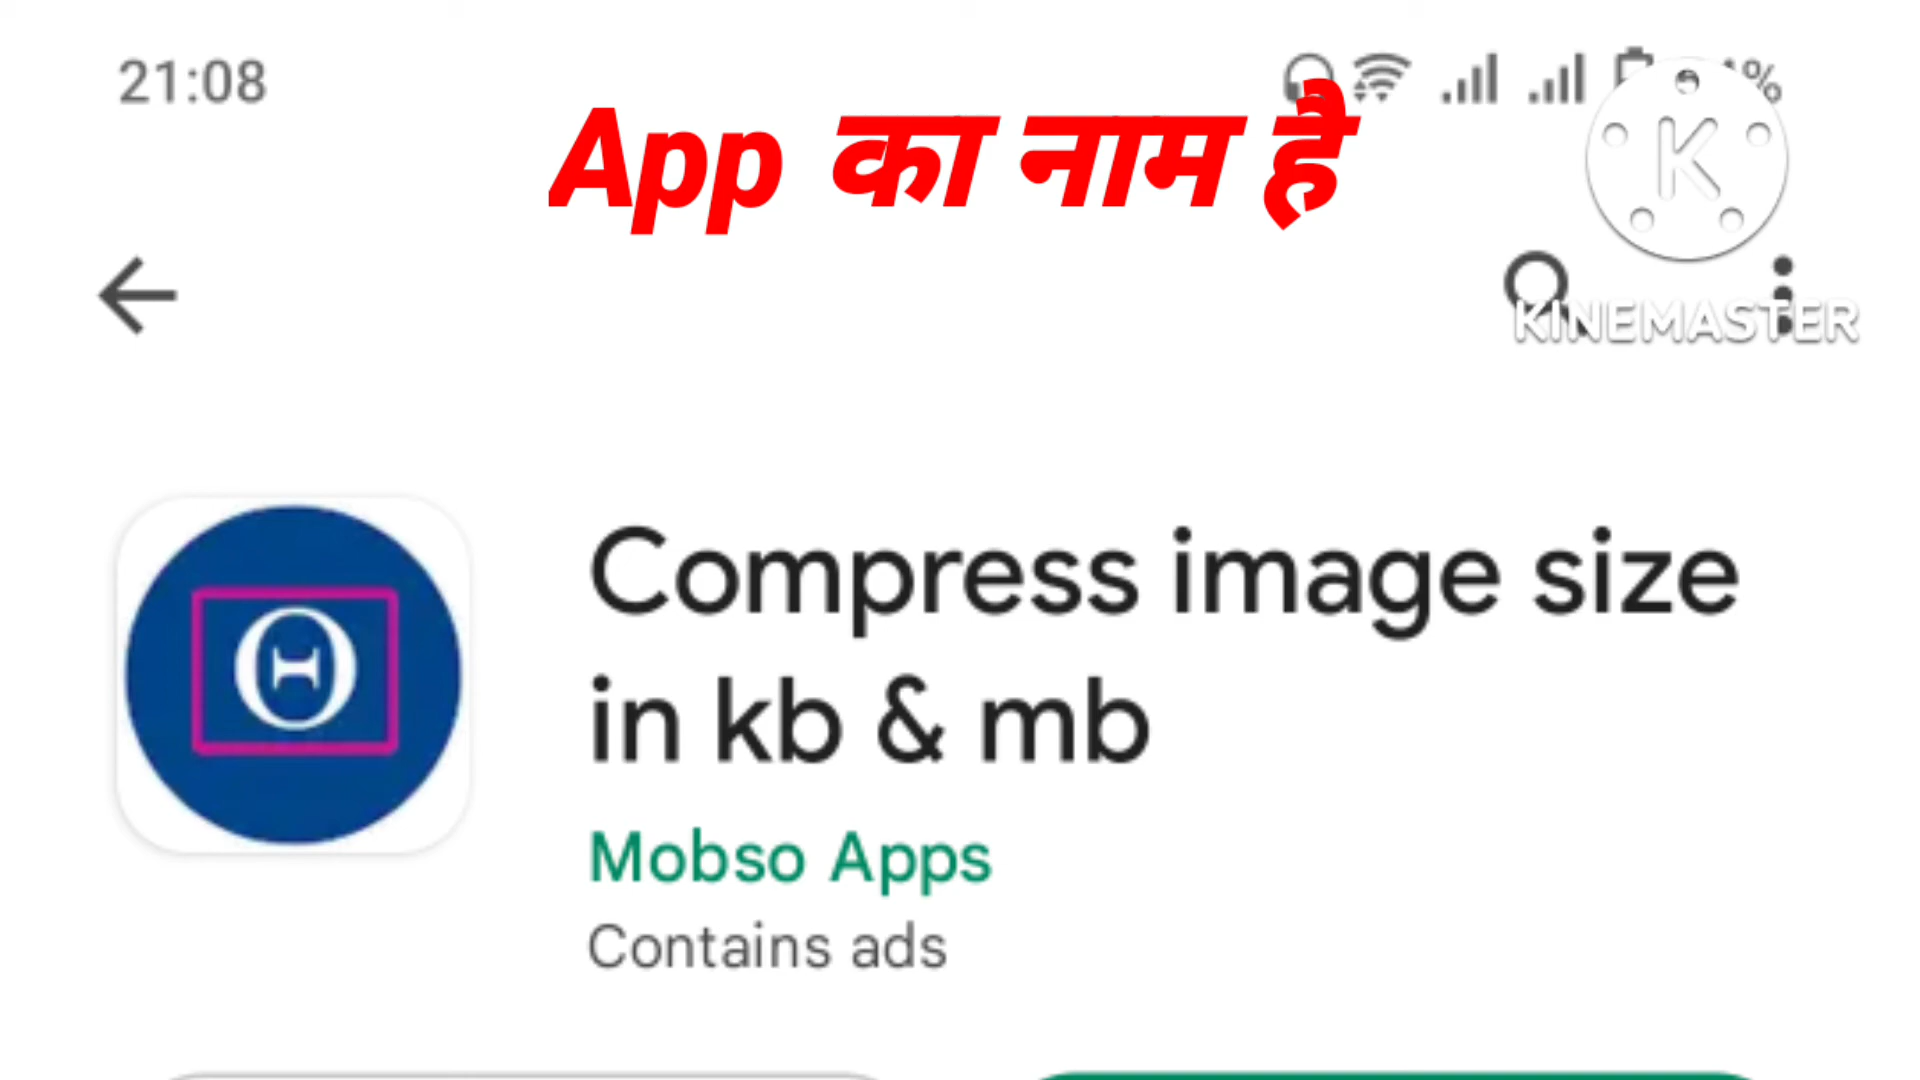 21:08
App का नाम है
K
KINEMASTER
Compress image size
in kb & mb
Mobso Apps
Contains ads